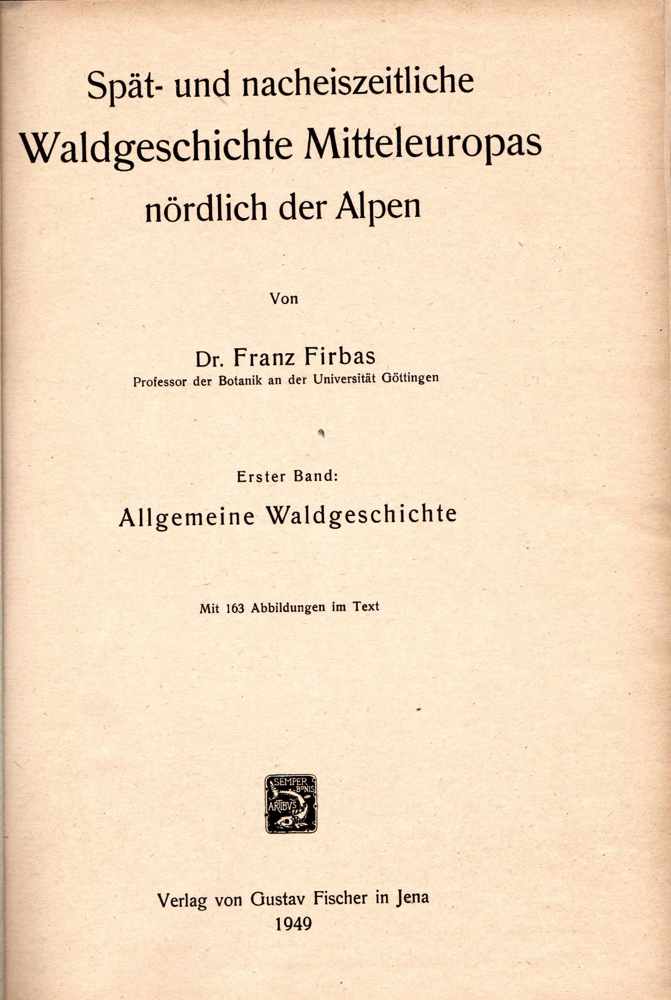 Spät- und nacheiszeitliche
Waldgeschichte Mitteleuropas
nördlich der Alpen
Von
Dr. Franz Firbas
Professor der Botanik an der Universität Göttingen
Erster Band:
Allgemeine Waldgeschichte
Mit 163 Abbildungen im Text
SEMPER
BONIS
ARTIBVS
Verlag von Gustav Fischer in Jena
1949